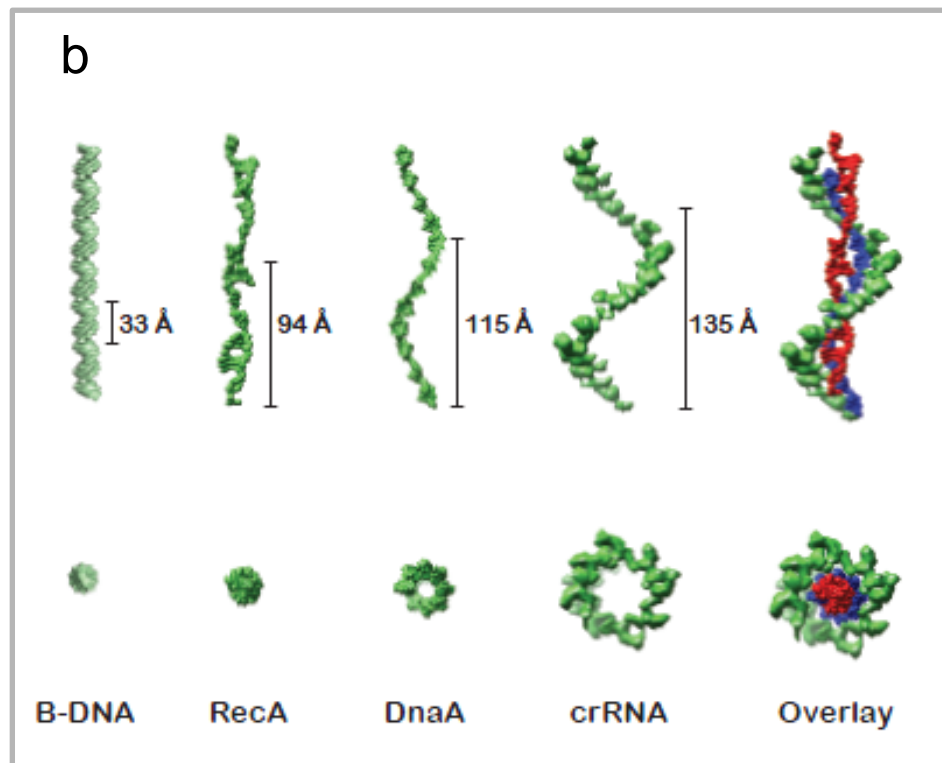 b
33 Å
94 Å
115 Å
135 Å
B-DNA
RecA
DnaA
crRNA
Overlay